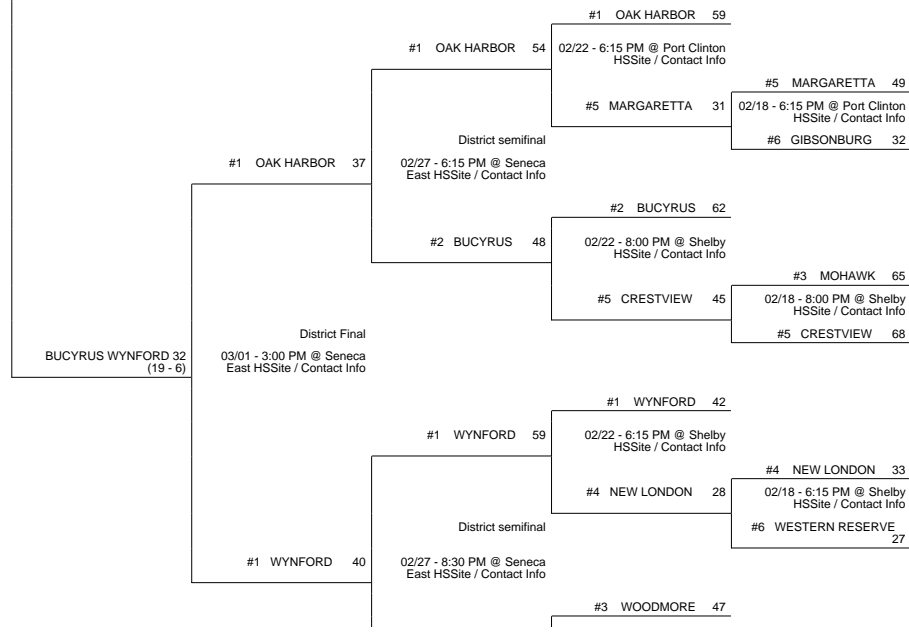 #1 OAK HARBOR 59
#1 OAK HARBOR 54
02/22 - 6:15 PM @ Port Clinton
HSSite / Contact Info
#5 MARGARETTA 49
#5 MARGARETTA 31
02/18 - 6:15 PM @ Port Clinton
HSSite / Contact Info
#6 GIBSONBURG 32
District semifinal
#1 OAK HARBOR 37
02/27 - 6:15 PM @ Seneca
East HSSite / Contact Info
#2 BUCYRUS 62
#2 BUCYRUS 48
02/22 - 8:00 PM @ Shelby
HSSite / Contact Info
#3 MOHAWK 65
#5 CRESTVIEW 45
02/18 - 8:00 PM @ Shelby
HSSite / Contact Info
#5 CRESTVIEW 68
District Final
BUCYRUS WYNFORD 32
(19 - 6)
03/01 - 3:00 PM @ Seneca
East HSSite / Contact Info
#1 WYNFORD 42
#1 WYNFORD 59
02/22 - 6:15 PM @ Shelby
HSSite / Contact Info
#4 NEW LONDON 33
#4 NEW LONDON 28
02/18 - 6:15 PM @ Shelby
HSSite / Contact Info
#6 WESTERN RESERVE
27
District semifinal
#1 WYNFORD 40
02/27 - 8:30 PM @ Seneca
East HSSite / Contact Info
#3 WOODMORE 47